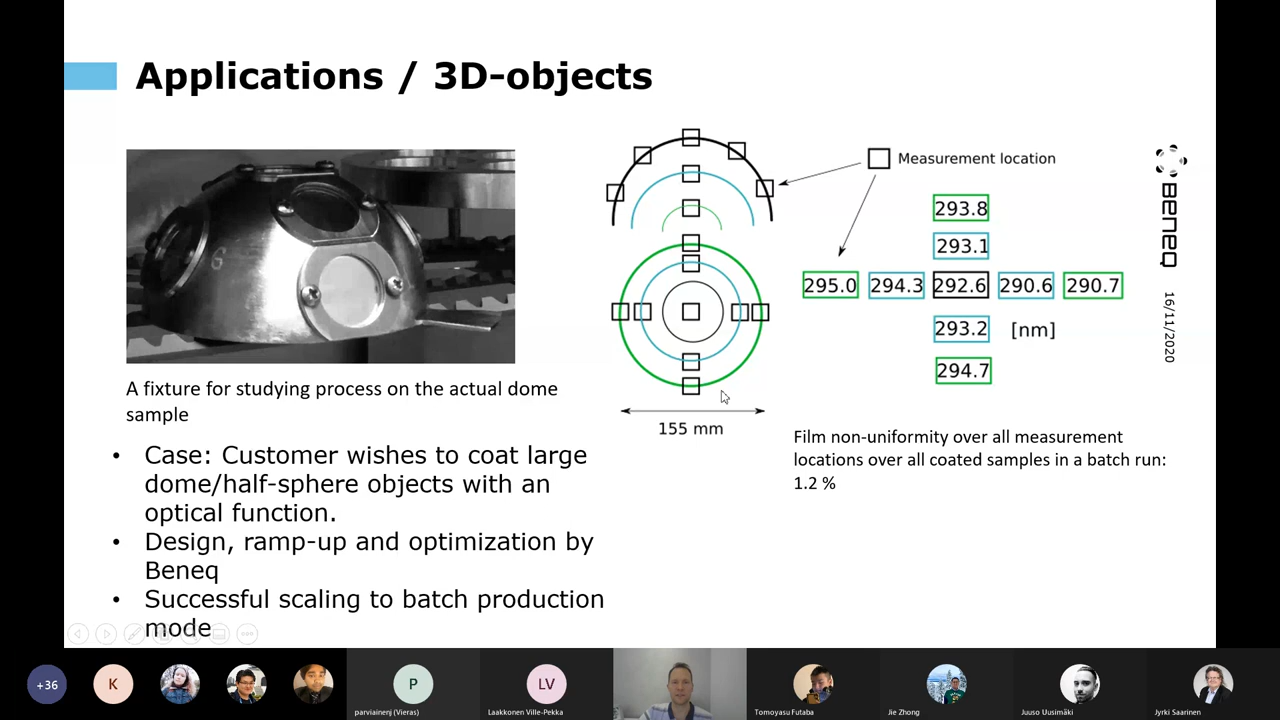 Applications / 3D-objects
6
A fixture for studying process on the actual dome
sample
• Case: Customer wishes to coat large
dome/half-sphere objects with an
optical function.
• Design, ramp-up and optimization by
Beneq
• Successful scaling to batch production
mode
Measurement location
293.8
293.1
295.0 294.3 292.6 290.6 290.7
293.2 [nm]
294.7
155 mm
Film non-uniformity over all measurement
locations over all coated samples in a batch run:
1.2 %
BENEQ
16/11/2020
+36
K
P
LV
parviainenj (Vieras)
Laakkonen Ville-Pekka
Tomoyasu Futaba
Jie Zhong
Juuso Uusimäki
Jyrki Saarinen